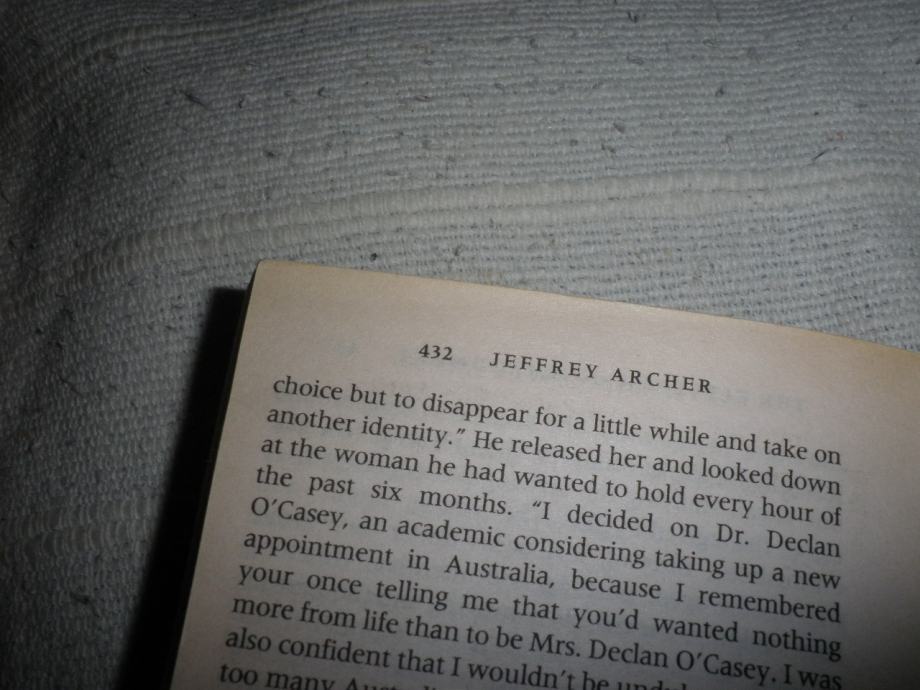 432 JEFFREY ARCHER
choice but to disappear for a little while and take on
another identity.” He released her and looked down
at the woman he had wanted to hold every hour of
the past six months. “I decided on Dr. Declan
O’Casey, an academic considering taking up a new
appointment in Australia, because I remembered
your once telling me that you’d wanted nothing
more from life than to be Mrs. Declan O’Casey. I was
also confident that I wouldn’t be
too many